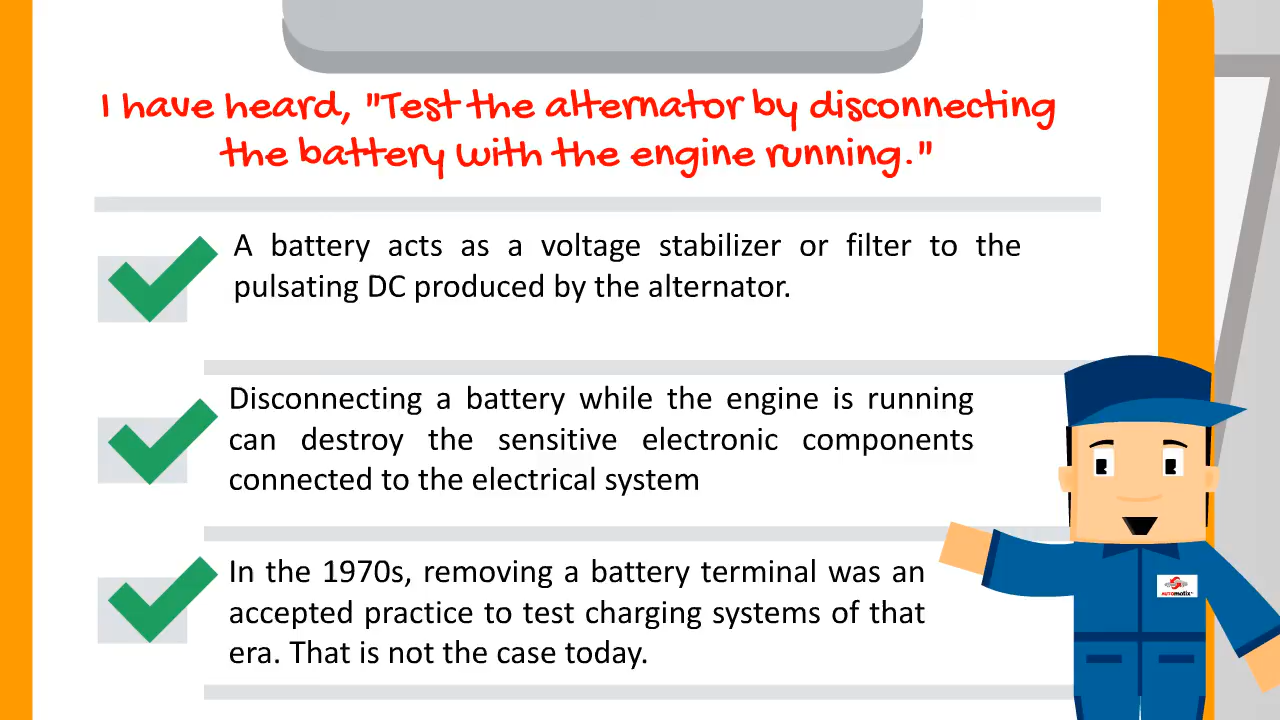 I have heard, "Test the alternator by disconnecting
the battery with the engine running."
A battery acts as a voltage stabilizer or filter to the
pulsating DC produced by the alternator.
Disconnecting a battery while the engine is running
can destroy the sensitive electronic components
connected to the electrical system
In the 1970s, removing a battery terminal was an
accepted practice to test charging systems of that
era. That is not the case today.
AUTOmotix